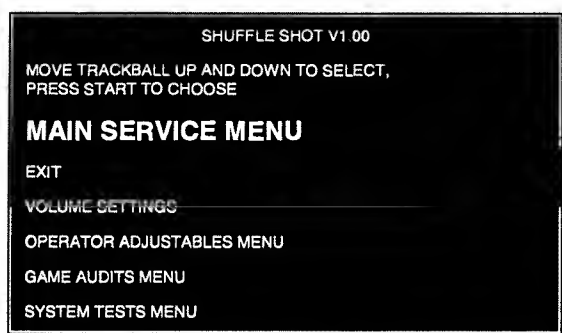 SHUFFLE SHOT V1.00
MOVE TRACKBALL UP AND DOWN TO SELECT,
PRESS START TO CHOOSE
MAIN SERVICE MENU
EXIT
VOLUME SETTINGS
OPERATOR ADJUSTABLES MENU
GAME AUDITS MENU
SYSTEM TESTS MENU